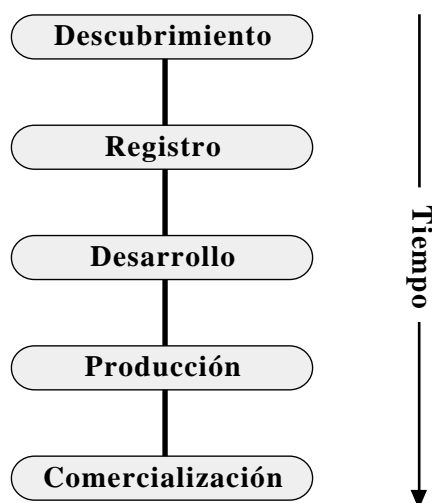 Descubrimiento
Registro
Desarrollo
Producción
Comercialización
Tiempo